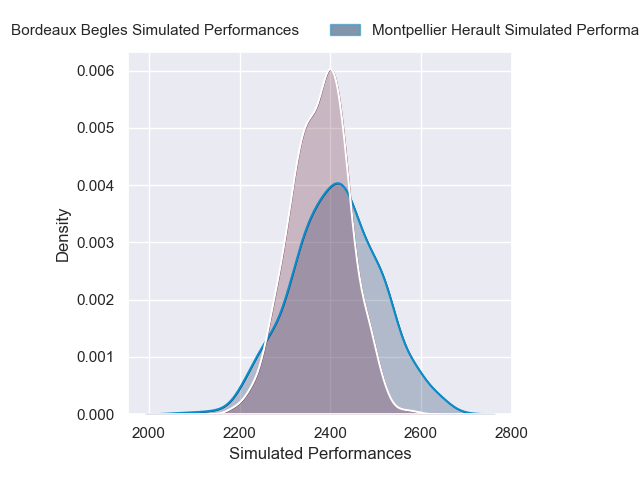 Bordeaux Begles Simulated Performances
Montpellier Herault Simulated Performa
0.006
0.005
0.004
0.003
0.002
0.001
0.000
Density
2000 2200 2400 2600 2800
Simulated Performances